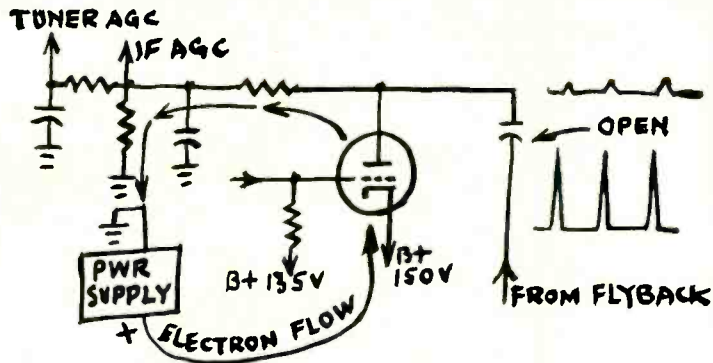 TUNER AGC
IF AGC
OPEN
PWR
SUPPLY
+
B+ 135V
B+
150V
ELECTRON FLOW
FROM FLYBACK